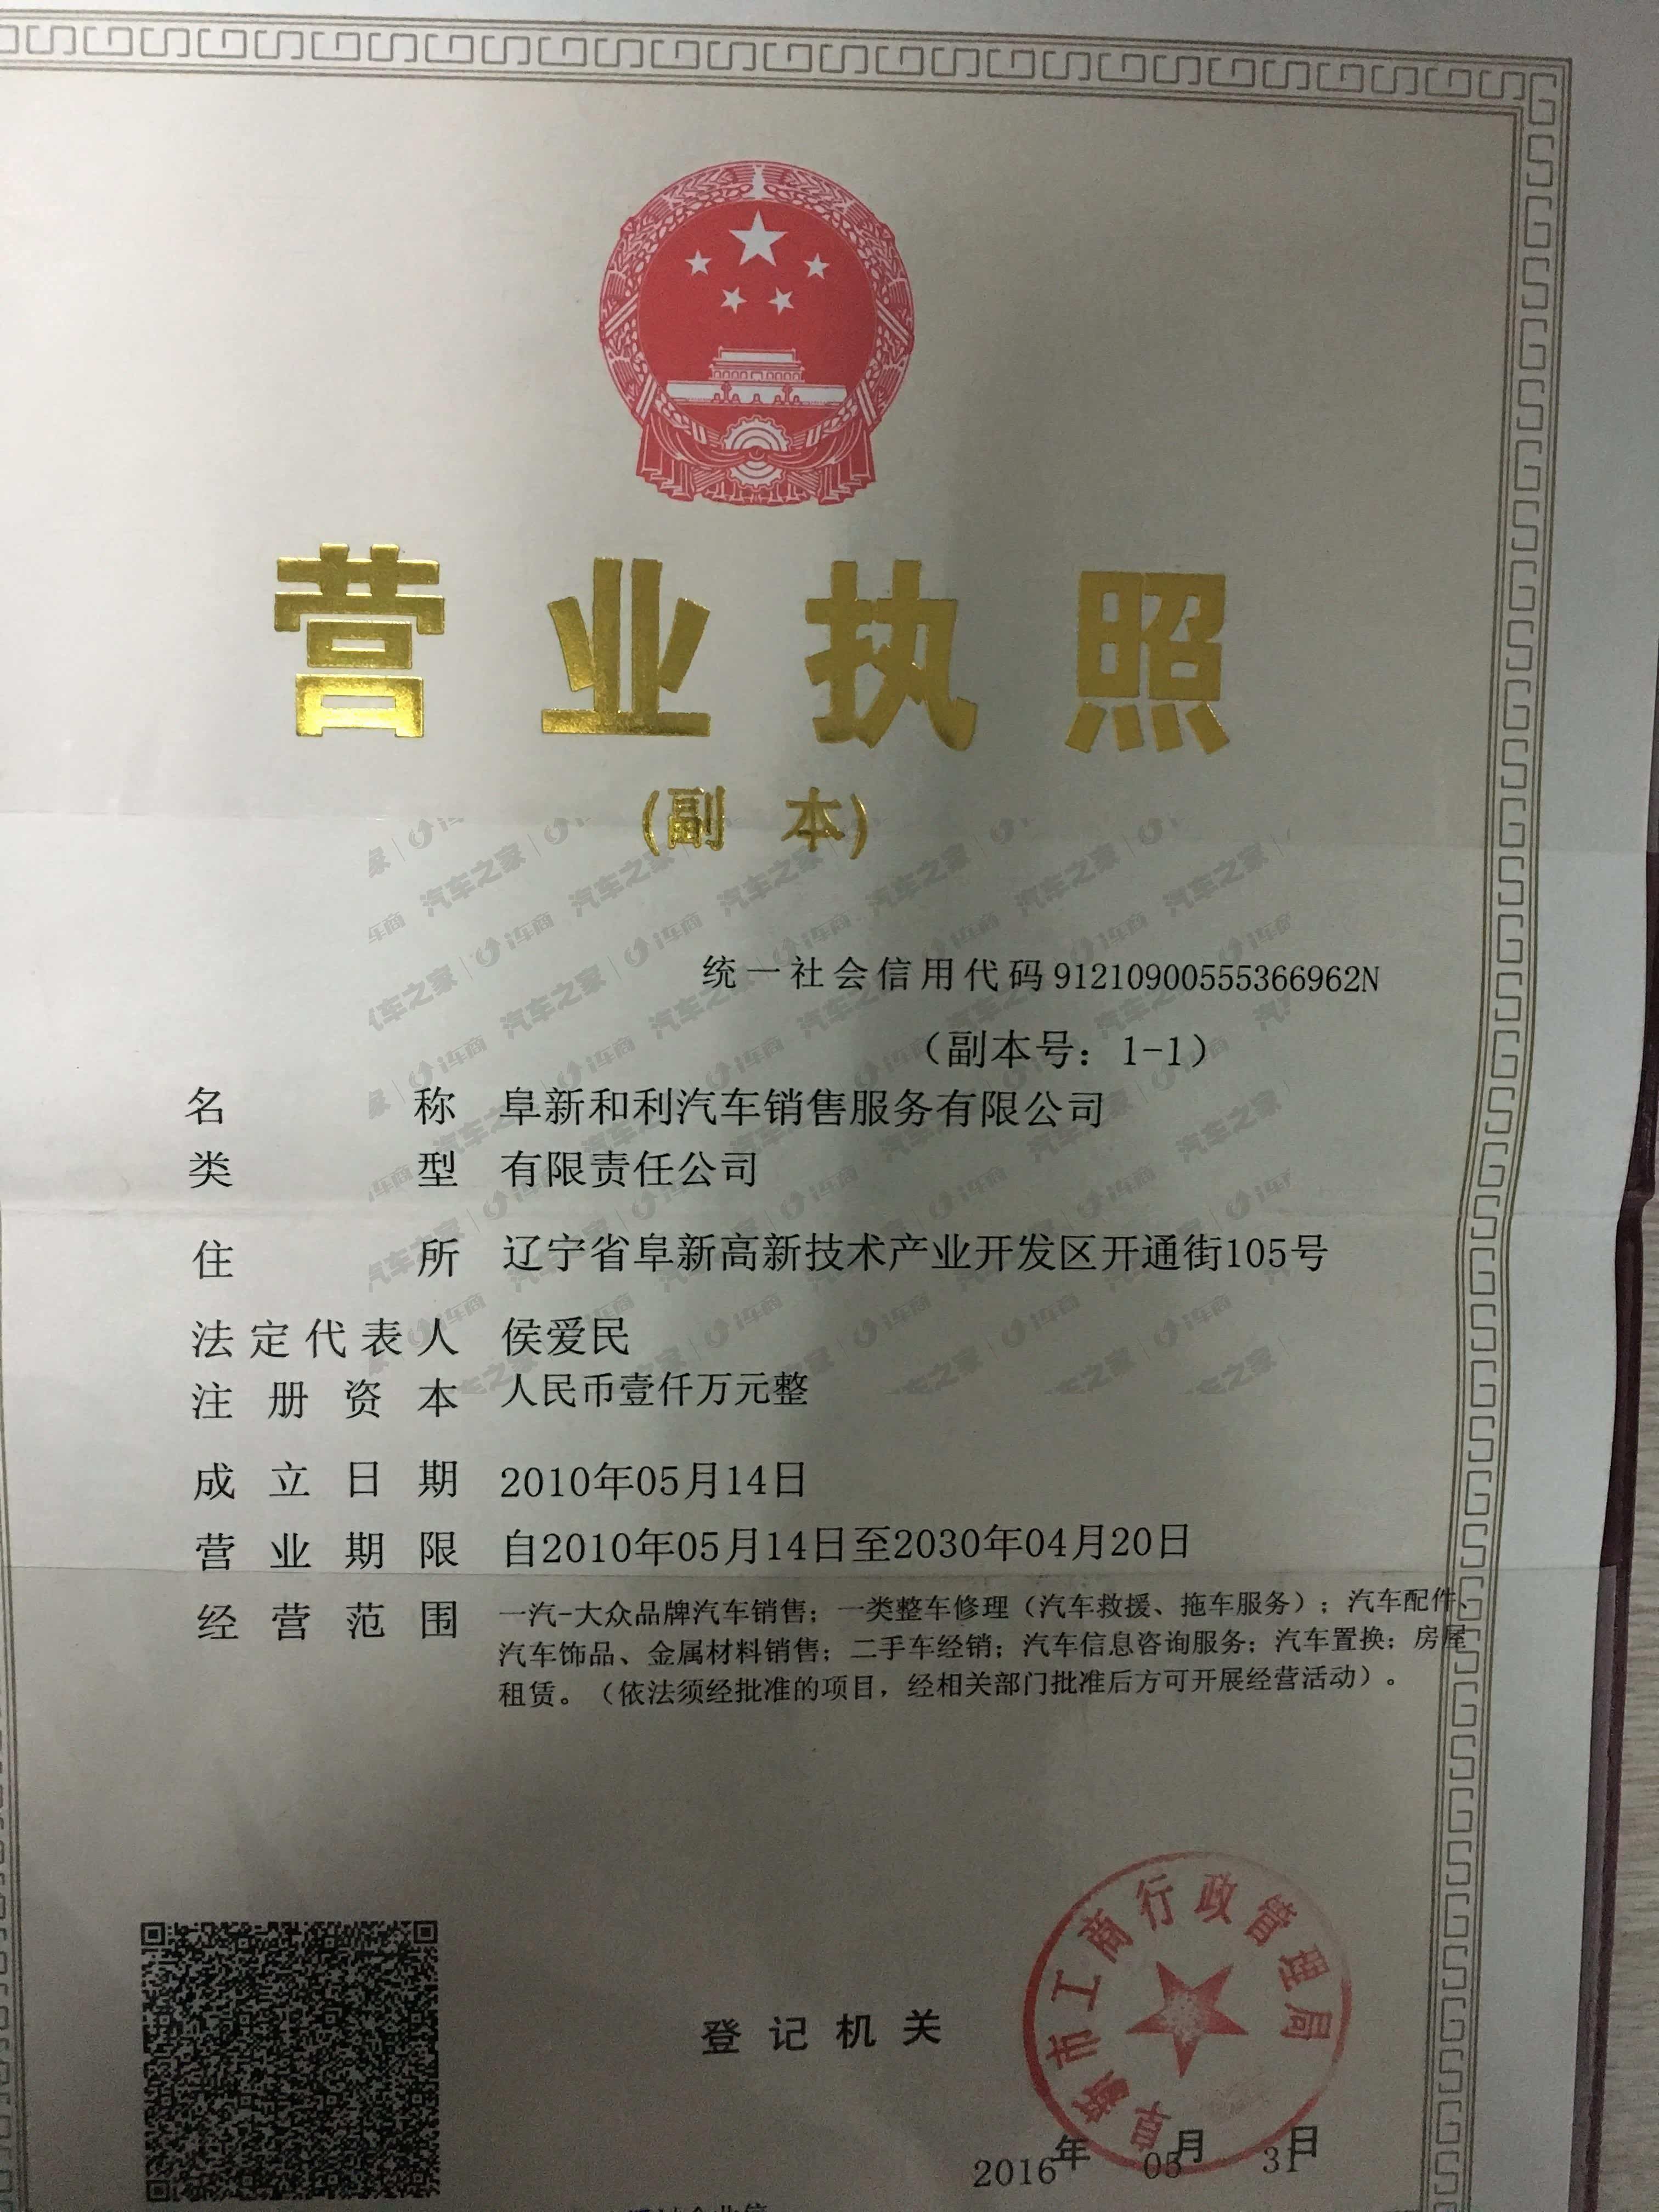 营业执照
(副 本)
统一社会信用代码91210900555366962N
（副本号：1-1）
名 称 阜新和利汽车销售服务有限公司
类 型 有限责任公司
住 所 辽宁省阜新高新技术产业开发区开通街105号
法定代表人 侯爱民
注册资本 人民币壹仟万元整
成立日期 2010年05月14日
营业期限 自2010年05月14日至2030年04月20日
经营范围 一汽-大众品牌汽车销售；一类整车修理（汽车救援、拖车服务）；汽车配件、
汽车饰品、金属材料销售；二手车经销；汽车信息咨询服务；汽车置换；房屋
租赁。（依法须经批准的项目，经相关部门批准后方可开展经营活动）。
阜新市工商行政管理局
登记机关
2016年 05月 31日
汽车之家 i车商